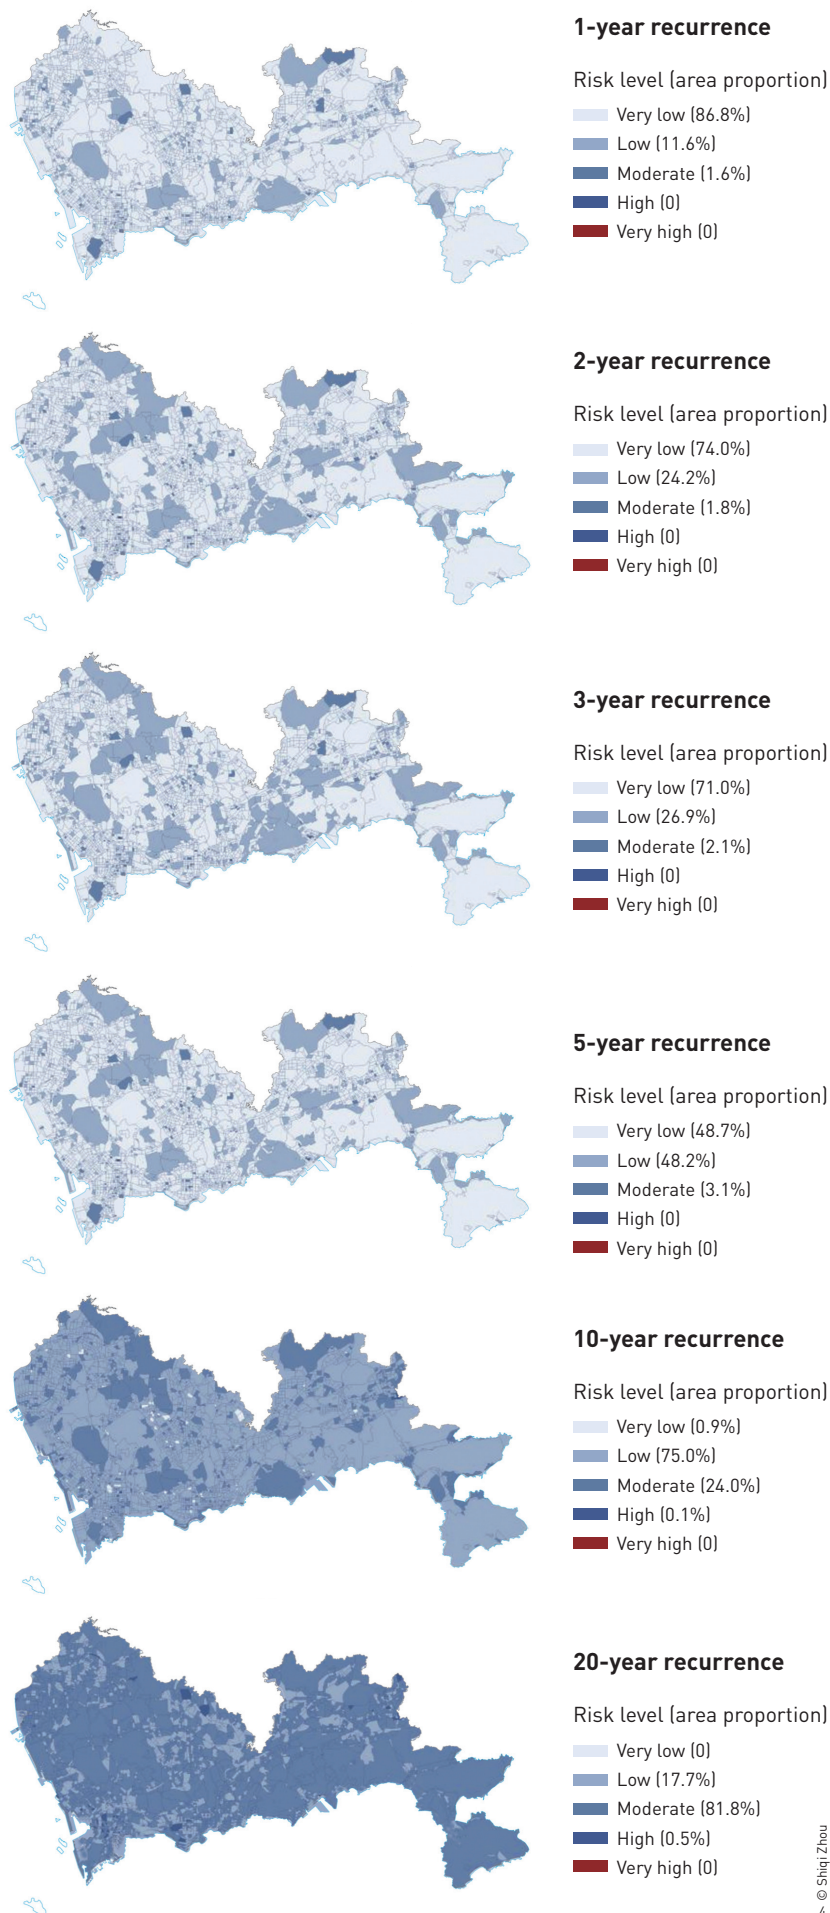 1-year recurrence
Risk level (area proportion)
Very low (86.8%)
Low (11.6%)
Moderate (1.6%)
High (0)
Very high (0)
2-year recurrence
Risk level (area proportion)
Very low (74.0%)
Low (24.2%)
Moderate (1.8%)
High (0)
Very high (0)
3-year recurrence
Risk level (area proportion)
Very low (71.0%)
Low (26.9%)
Moderate (2.1%)
High (0)
Very high (0)
5-year recurrence
Risk level (area proportion)
Very low (48.7%)
Low (48.2%)
Moderate (3.1%)
High (0)
Very high (0)
10-year recurrence
Risk level (area proportion)
Very low (0.9%)
Low (75.0%)
Moderate (24.0%)
High (0.1%)
Very high (0)
20-year recurrence
Risk level (area proportion)
Very low (0)
Low (17.7%)
Moderate (81.8%)
High (0.5%)
Very high (0)
© Shiqi Zhou